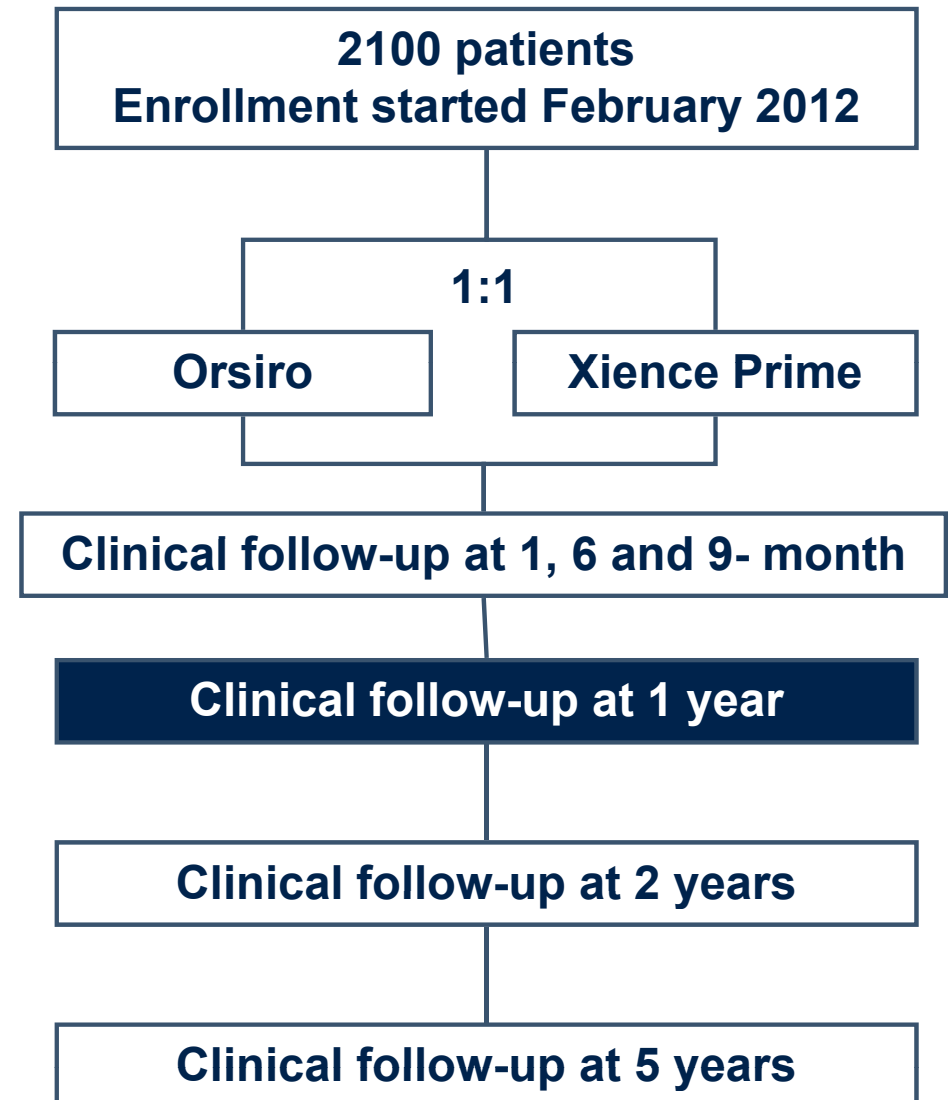 2100 patients
Enrollment started February 2012
1:1
Orsiro
Xience Prime
Clinical follow-up at 1, 6 and 9- month
Clinical follow-up at 1 year
Clinical follow-up at 2 years
Clinical follow-up at 5 years